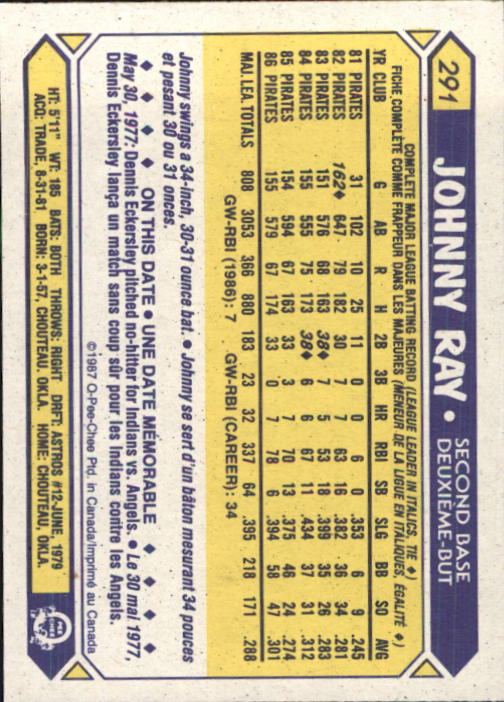 291
JOHNNY RAY • SECOND BASE
DEUXIÈME-BUT
COMPLETE MAJOR LEAGUE BATTING RECORD (LEAGUE LEADER IN ITALICS, TIE ♦)
FICHE COMPLÈTE COMME FRAPPEUR DANS LES MAJEURES (MENEUR DE LA LIGUE EN ITALIQUES, ÉGALITÉ ♦)
YR CLUB G AB R H 2B 3B HR RBI SB SLG BB SO AVG
81 PIRATES 31 102 10 25 11 0 0 6 0 .353 6 9 .245
82 PIRATES 162♦ 647 79 182 30 7 7 63 16 .382 36 34 .281
83 PIRATES 151 576 68 163 38♦ 7 5 53 18 .399 35 26 .283
84 PIRATES 155 555 75 173 38♦ 6 6 67 11 .434 37 31 .312
85 PIRATES 154 594 67 163 33 3 7 70 13 .375 46 24 .274
86 PIRATES 155 579 67 174 33 0 7 78 6 .394 58 47 .301
MAJ. LEA. TOTALS 808 3053 366 880 183 23 32 337 64 .395 218 171 .288
GW-RBI (1986): 7 GW-RBI (CAREER): 34
Johnny swings a 34-inch, 30-31 ounce bat. • Johnny se sert d'un bâton mesurant 34 pouces
et pesant 30 ou 31 onces.
♦ ♦ ♦ ♦ ON THIS DATE • UNE DATE MÉMORABLE ♦ ♦ ♦ ♦
May 30, 1977: Dennis Eckersley pitched no-hitter for Indians vs. Angels. • Le 30 mai 1977,
Dennis Eckersley lança un match sans coup sûr pour les Indians contre les Angels.
©1987 O-Pee-Chee Ptd. in Canada/Imprimé au Canada
HT: 5'11" WT: 185 BATS: BOTH THROWS: RIGHT DRFT: ASTROS #12-JUNE, 1979
ACQ: TRADE, 8-31-81 BORN: 3-1-57, CHOUTEAU, OKLA. HOME: CHOUTEAU, OKLA.
O PEE CHEE